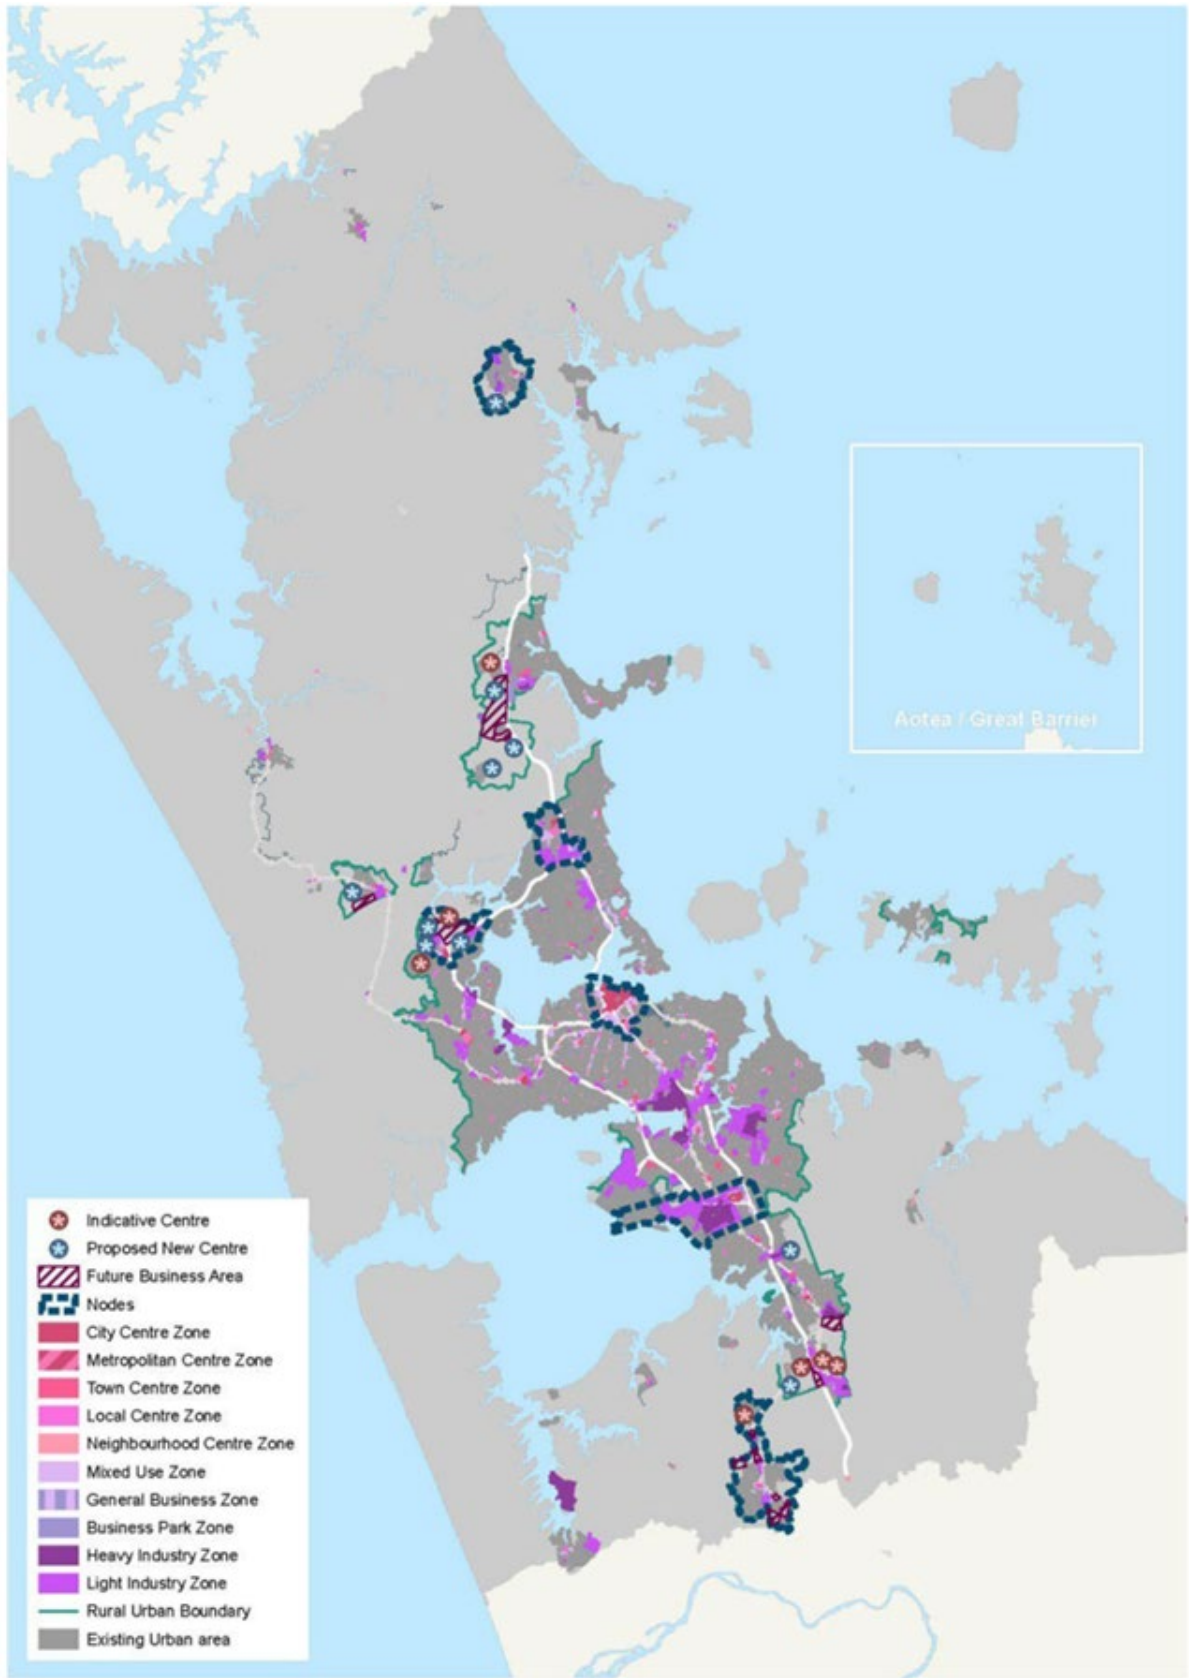 Aotea / Great Barrier
Indicative Centre
Proposed New Centre
Future Business Area
Nodes
City Centre Zone
Metropolitan Centre Zone
Town Centre Zone
Local Centre Zone
Neighbourhood Centre Zone
Mixed Use Zone
General Business Zone
Business Park Zone
Heavy Industry Zone
Light Industry Zone
Rural Urban Boundary
Existing Urban area